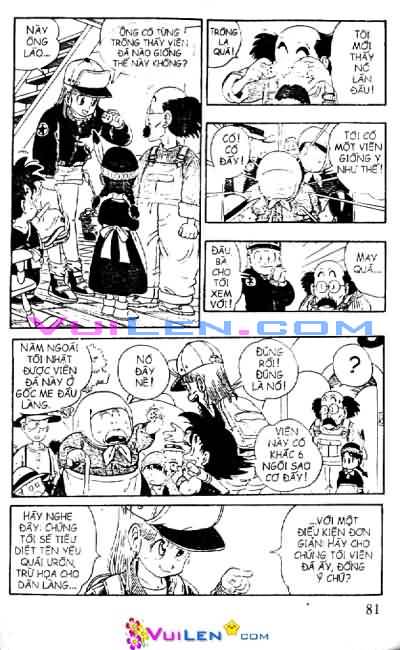 NÀY
ÔNG
LÃO...
ÔNG CÓ TỪNG
TRÔNG THẤY VIÊN
ĐÁ NÀO GIỐNG
THẾ NÀY KHÔNG?
TRÔNG
LẠ
QUÁ!
TÔI
MỚI
THẤY
NÓ
LẦN
ĐẦU!
CÓ!
CÓ
ĐẤY!
TÔI CÓ
MỘT VIÊN
GIỐNG Y
NHƯ THẾ!
ĐÂU
BÀ
CHO
TÔI
XEM
VỚI!
MAY
QUÁ...
VUILEN.COM
NĂM NGOÁI
TÔI NHẶT
ĐƯỢC VIÊN
ĐÁ NÀY Ở
GỐC ME ĐẦU
LÀNG.
NÓ
ĐÂY
NÈ!
ĐÚNG
RỒI!
ĐÚNG
LÀ NÓ!
VIÊN
NÀY CÓ
KHẮC 6
NGÔI SAO
CƠ ĐẤY!
?
HÃY NGHE
ĐÂY: CHÚNG
TÔI SẼ TIÊU
DIỆT TÊN YÊU
QUÁI URÔN,
TRỪ HỌA CHO
DÂN LÀNG...
...VỚI MỘT
ĐIỀU KIỆN ĐƠN
GIẢN: HÃY CHO
CHÚNG TÔI VIÊN
ĐÁ ẤY, ĐỒNG
Ý CHỨ?
81
VUILEN.COM